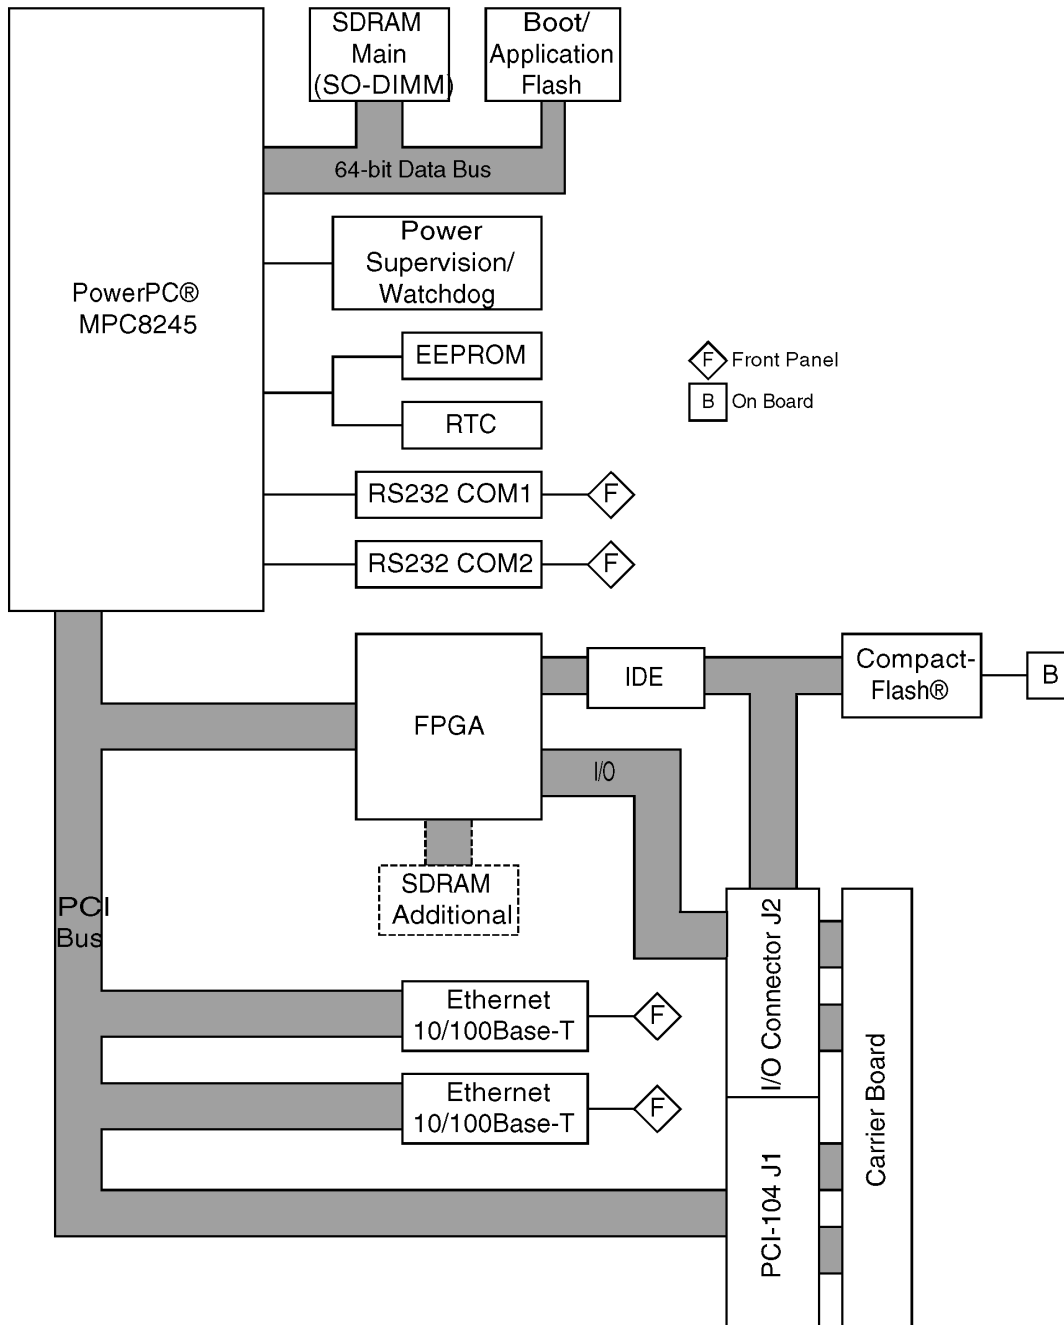 SDRAM
Main
(SO-DIMM)
Boot/
Application
Flash
64-bit Data Bus
PowerPC®
MPC8245
Power
Supervision/
Watchdog
EEPROM
RTC
F Front Panel
B On Board
RS232 COM1
F
RS232 COM2
F
FPGA
IDE
Compact-
Flash®
B
I/O
SDRAM
Additional
PCI
Bus
Ethernet
10/100Base-T
F
Ethernet
10/100Base-T
F
I/O Connector J2
PCI-104 J1
Carrier Board